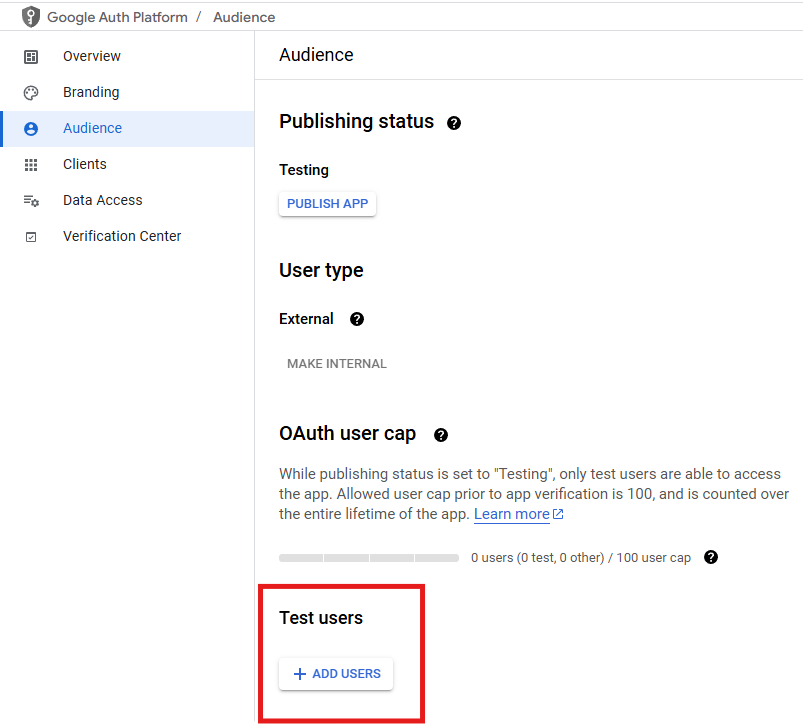 Google Auth Platform / Audience
Overview
Branding
Audience
Clients
Data Access
Verification Center
Audience
Publishing status
Testing
PUBLISH APP
User type
External
MAKE INTERNAL
OAuth user cap
While publishing status is set to "Testing", only test users are able to access
the app. Allowed user cap prior to app verification is 100, and is counted over
the entire lifetime of the app. Learn more
0 users (0 test, 0 other) / 100 user cap
Test users
+ ADD USERS